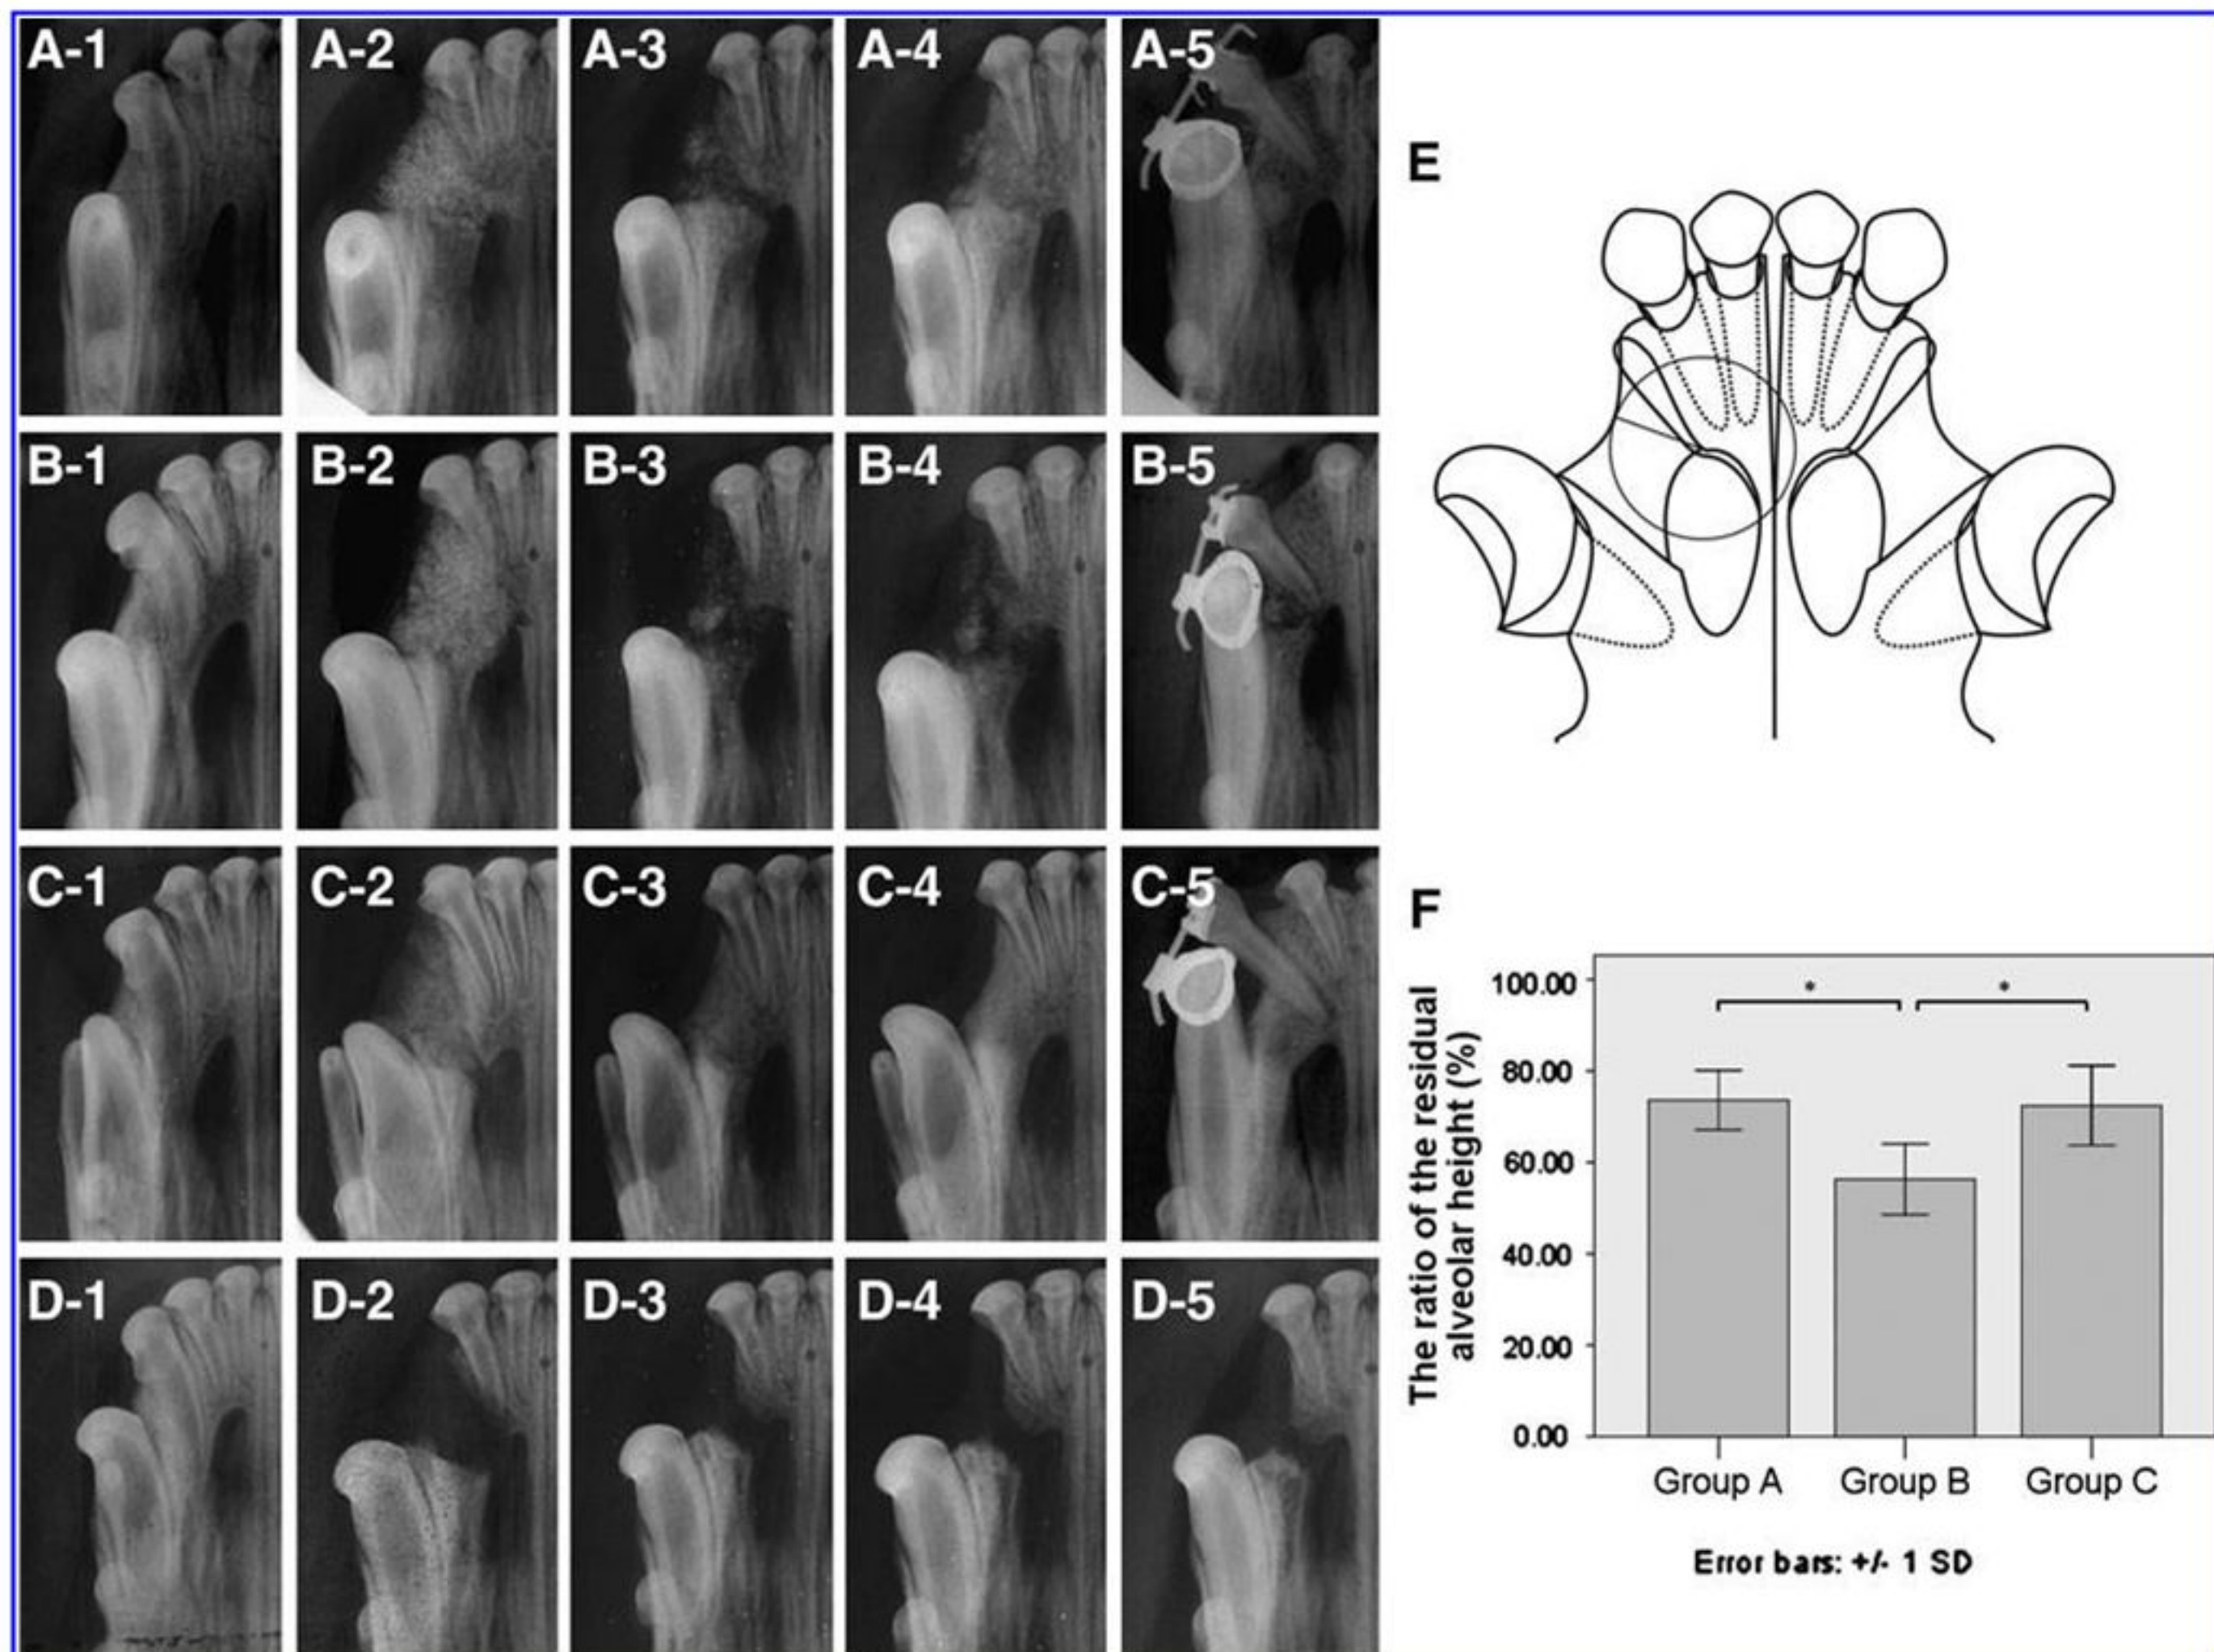 A-1 A-2 A-3 A-4 A-5
B-1 B-2 B-3 B-4 B-5
C-1 C-2 C-3 C-4 C-5
D-1 D-2 D-3 D-4 D-5
E
F
The ratio of the residual
alveolar height (%)
100.00
80.00
60.00
40.00
20.00
0.00
* *
Group A Group B Group C
Error bars: +/- 1 SD